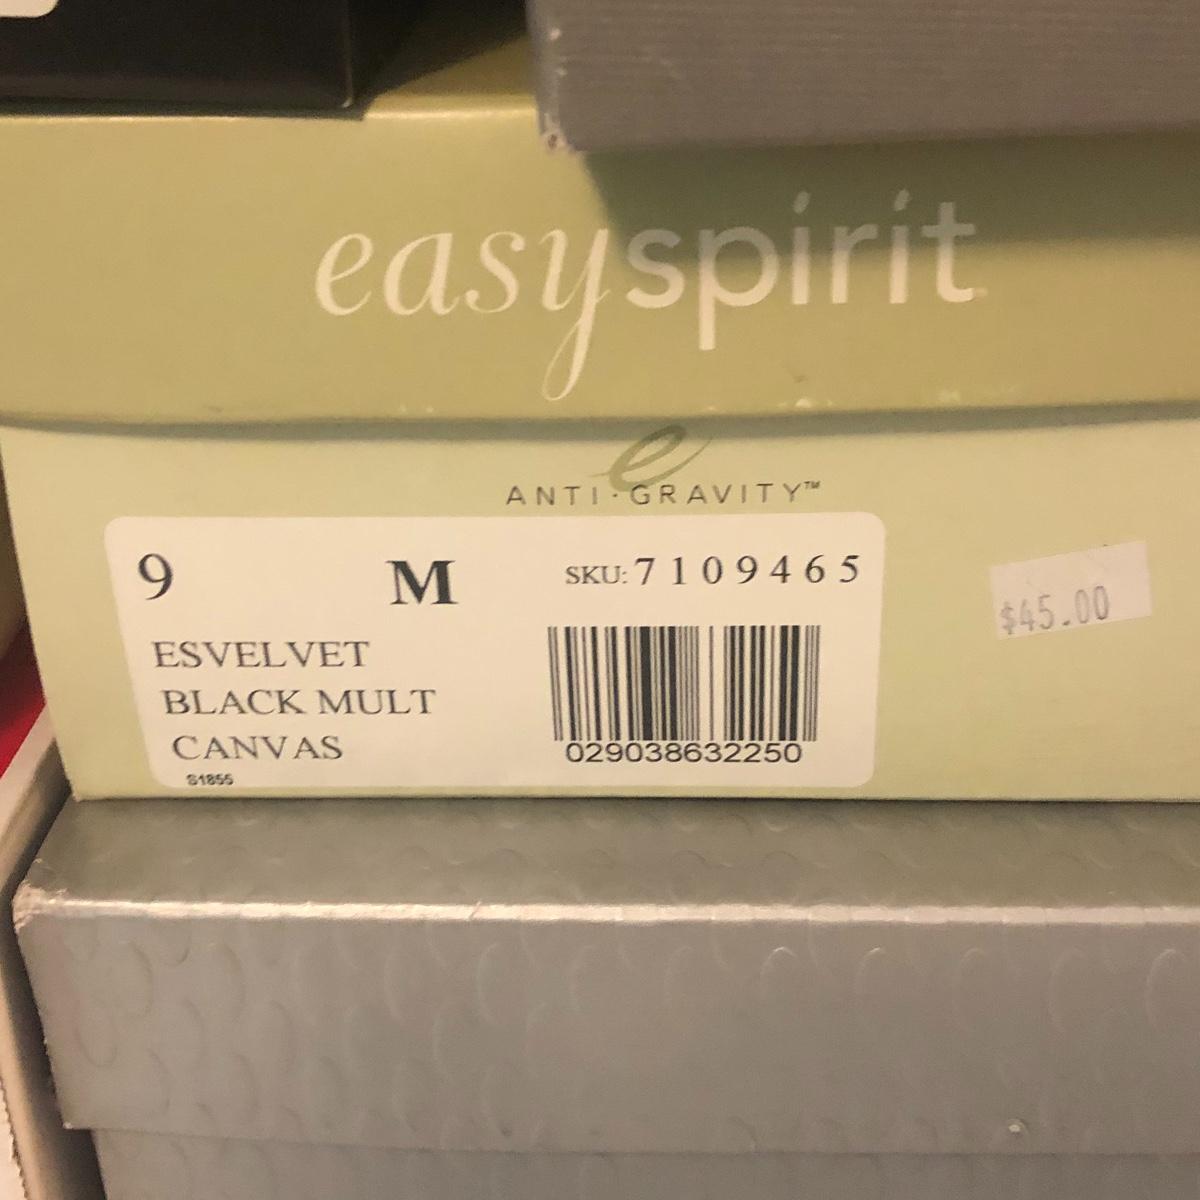 easyspirit
ANTI·GRAVITY™
9 M SKU: 7109465
$45.00
ESVELVET
BLACK MULT
CANVAS
S1855
029038632250